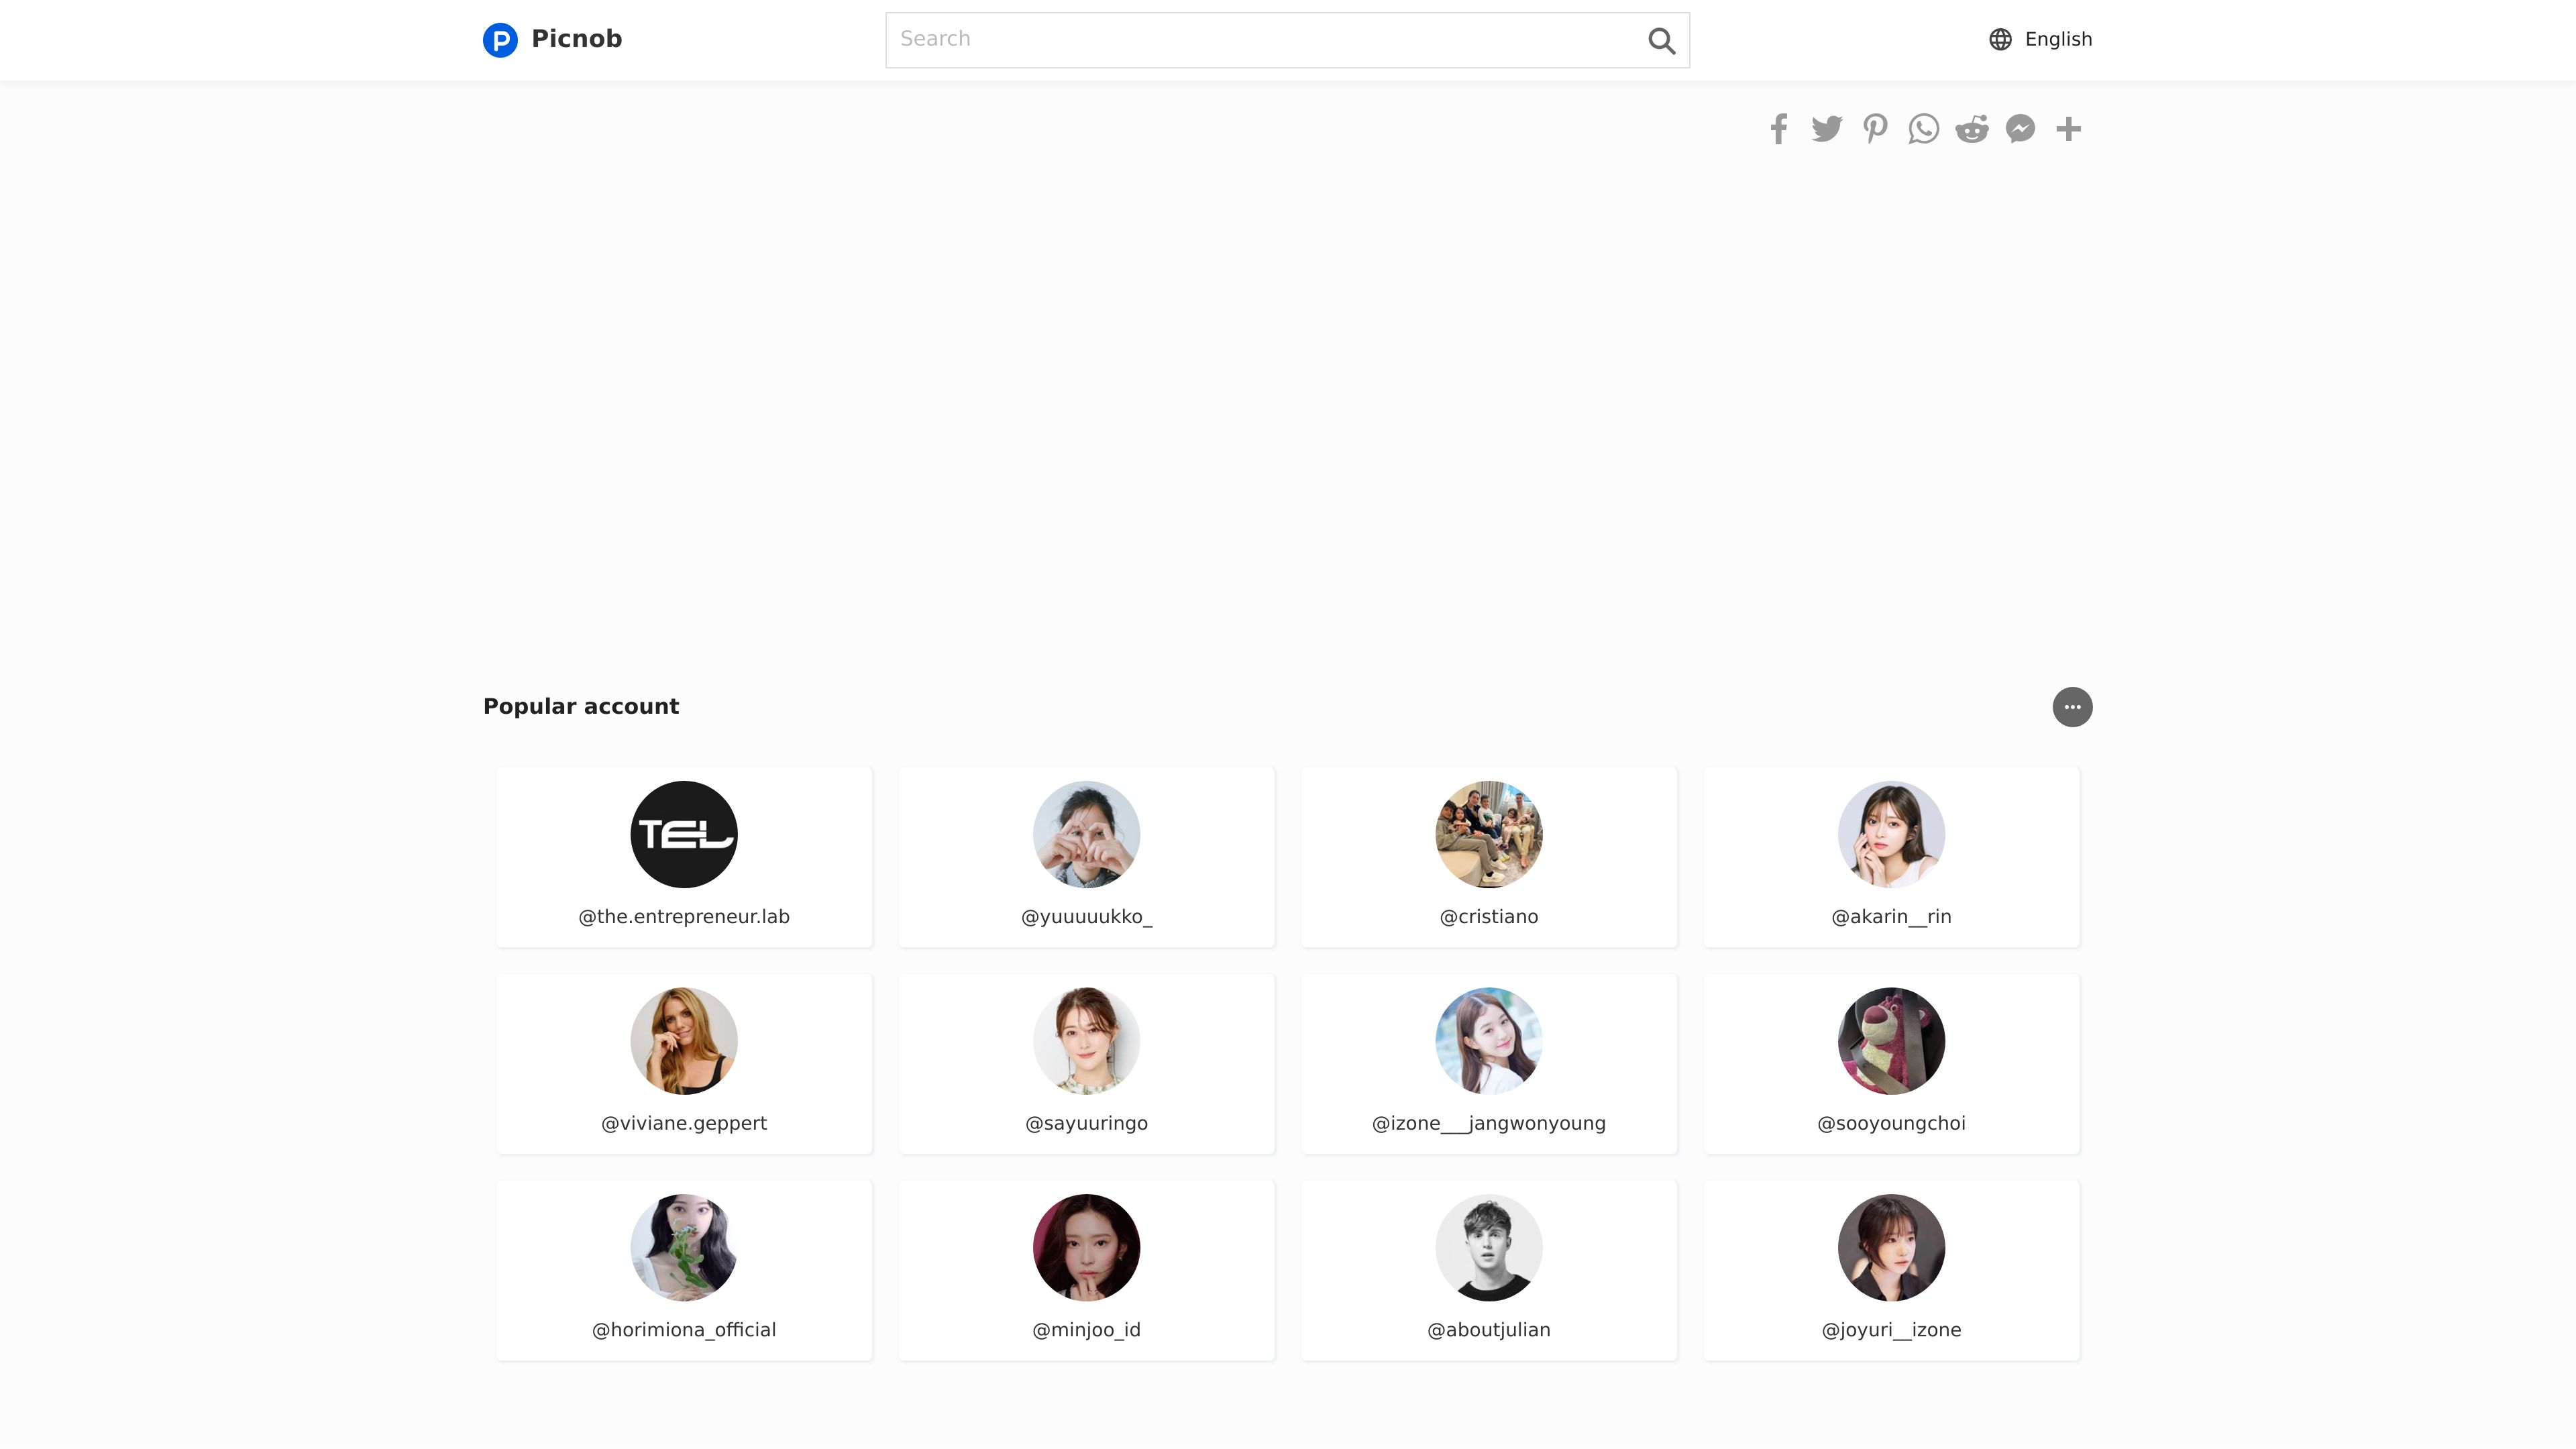 Picnob
Search
English
Popular account
TEL
@the.entrepreneur.lab
@yuuuuukko_
@cristiano
@akarin__rin
@viviane.geppert
@sayuuringo
@izone___jangwonyoung
@sooyoungchoi
@horimiona_official
@minjoo_id
@aboutjulian
@joyuri__izone